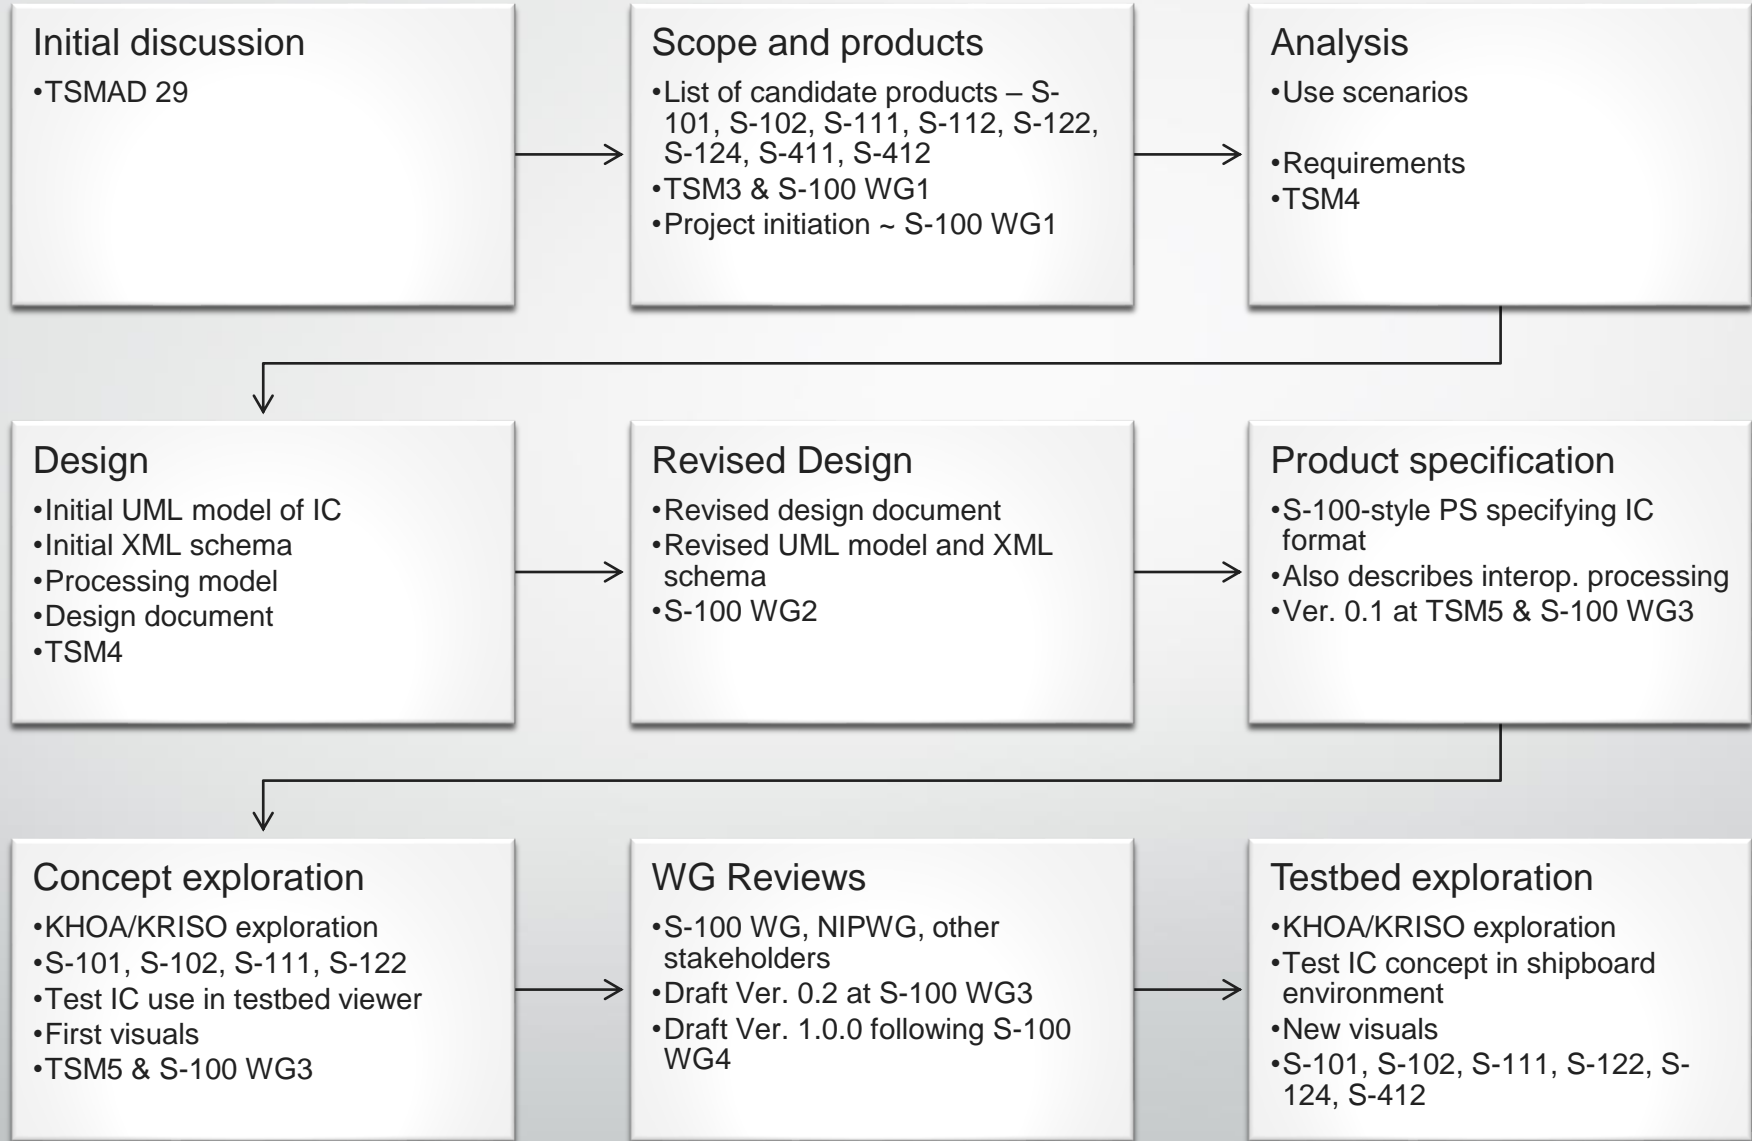 Initial discussion
•TSMAD 29
Scope and products
•List of candidate products – S-
101, S-102, S-111, S-112, S-122,
S-124, S-411, S-412
•TSM3 & S-100 WG1
•Project initiation ~ S-100 WG1
Analysis
•Use scenarios
•Requirements
•TSM4
Design
•Initial UML model of IC
•Initial XML schema
•Processing model
•Design document
•TSM4
Revised Design
•Revised design document
•Revised UML model and XML
schema
•S-100 WG2
Product specification
•S-100-style PS specifying IC
format
•Also describes interop. processing
•Ver. 0.1 at TSM5 & S-100 WG3
Concept exploration
•KHOA/KRISO exploration
•S-101, S-102, S-111, S-122
•Test IC use in testbed viewer
•First visuals
•TSM5 & S-100 WG3
WG Reviews
•S-100 WG, NIPWG, other
stakeholders
•Draft Ver. 0.2 at S-100 WG3
•Draft Ver. 1.0.0 following S-100
WG4
Testbed exploration
•KHOA/KRISO exploration
•Test IC concept in shipboard
environment
•New visuals
•S-101, S-102, S-111, S-122, S-
124, S-412